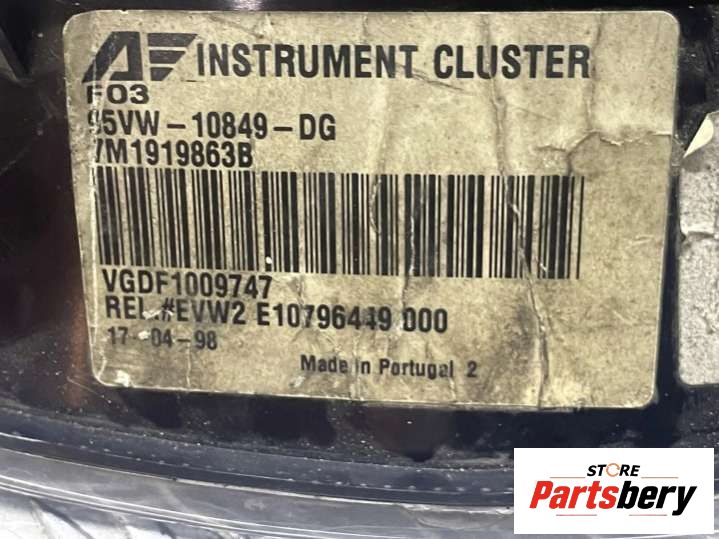 AF INSTRUMENT CLUSTER
F03
95VW-10849-DG
7M1919863B
VGDF1009747
REL.#EVW2 E10796449 000
17-04-98
Made in Portugal 2
STORE
Partsbery